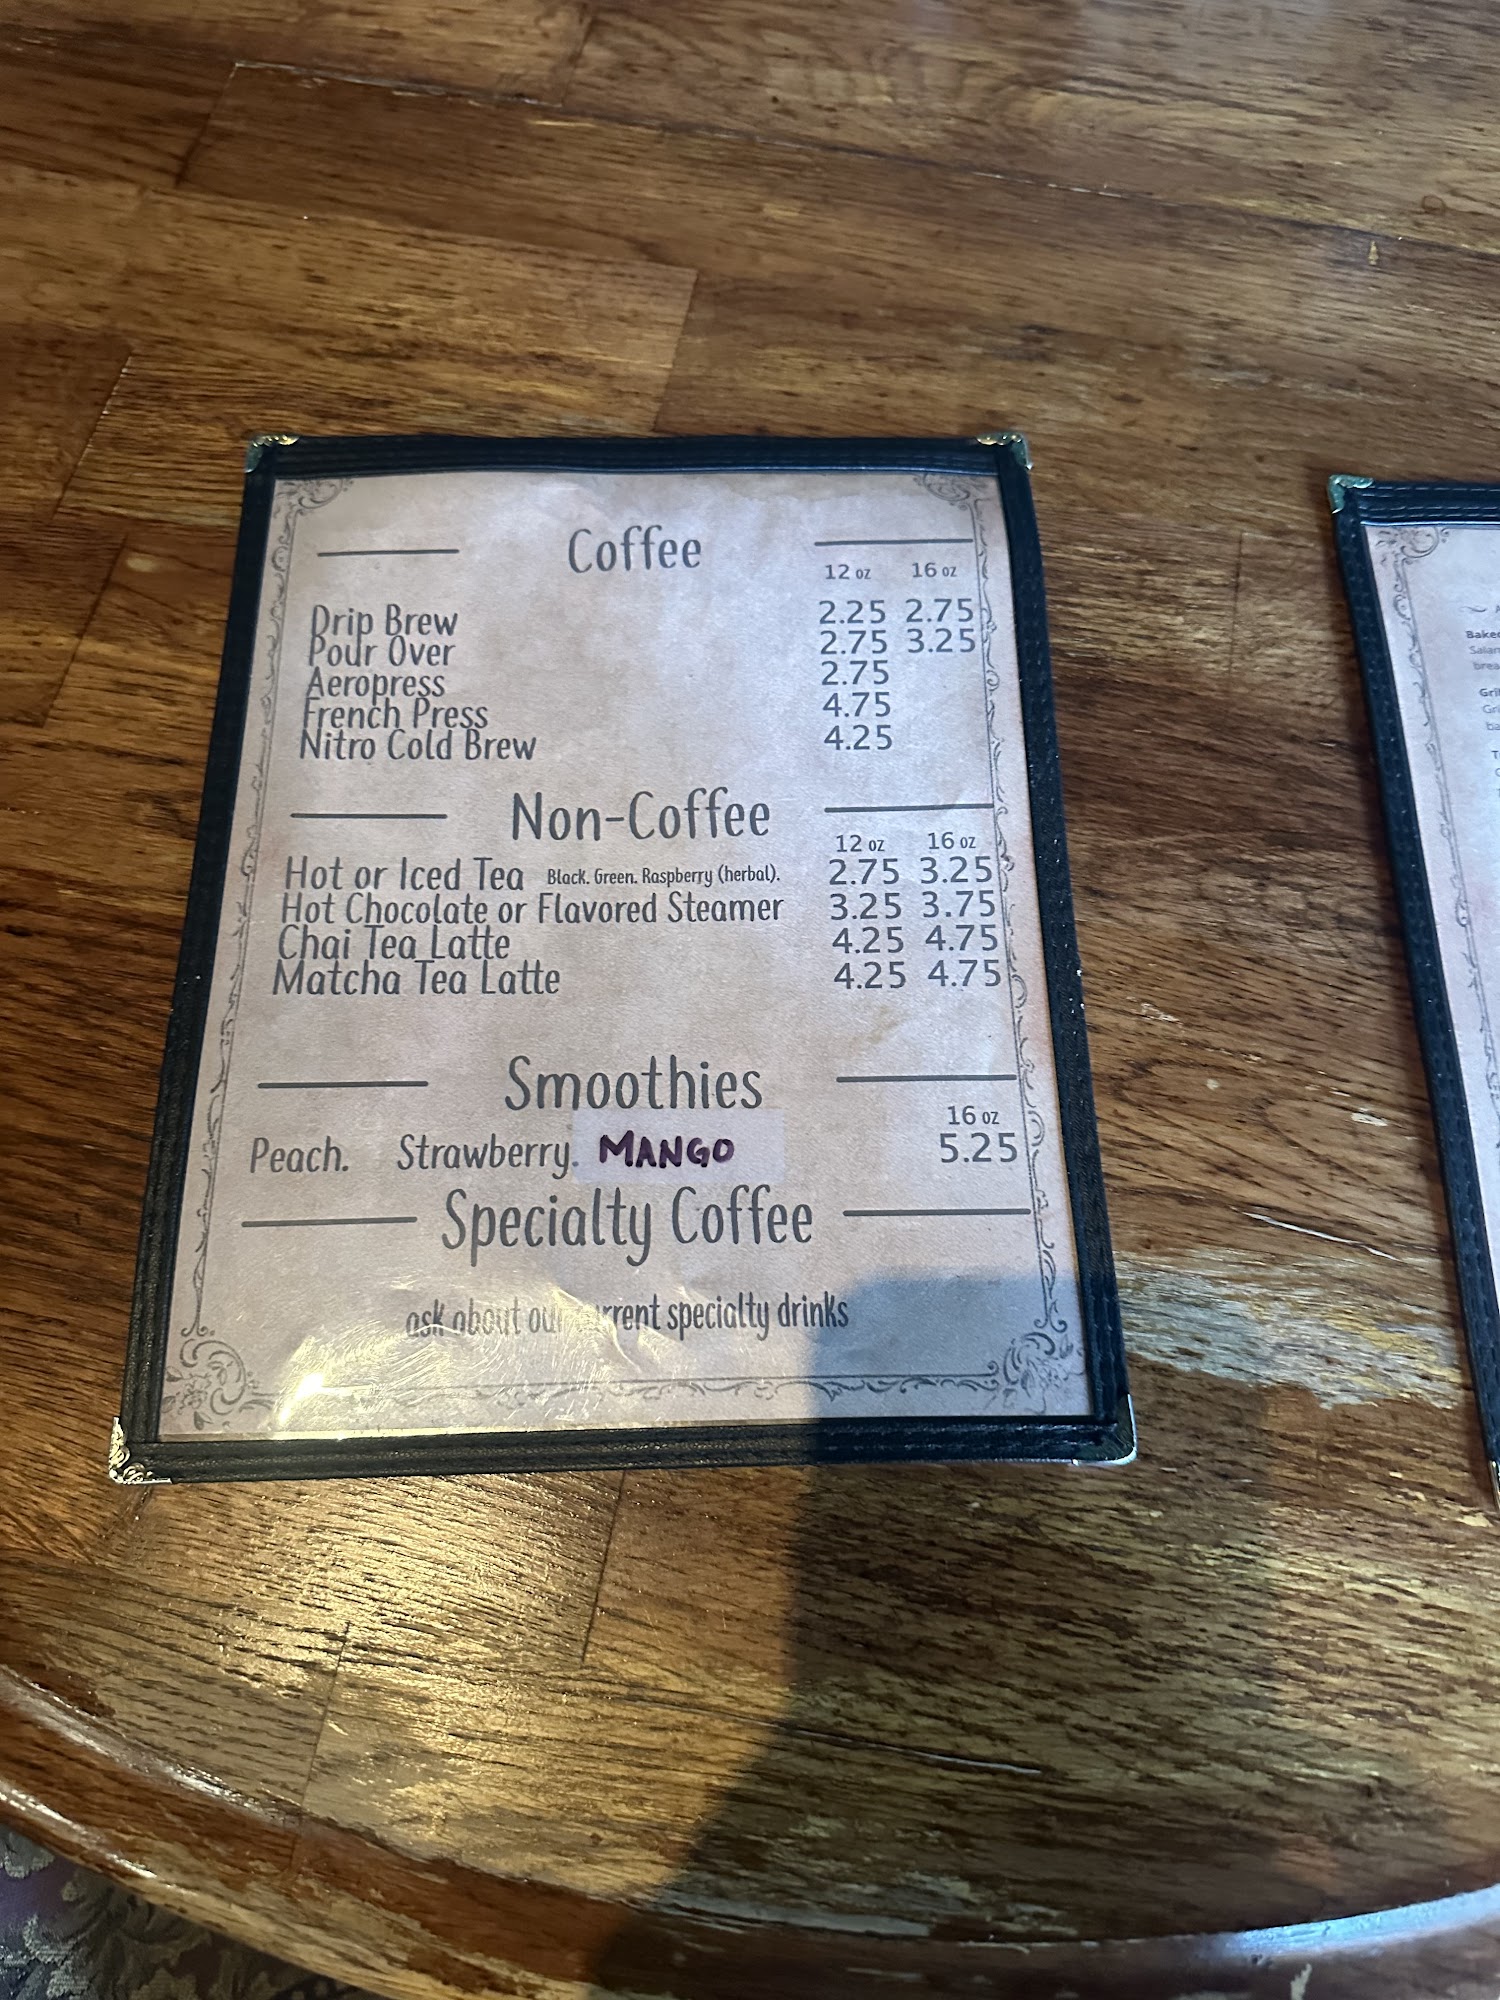 Coffee
12 oz 16 oz
Drip Brew 2.25 2.75
Pour Over 2.75 3.25
Aeropress 2.75
French Press 4.75
Nitro Cold Brew 4.25
Non-Coffee
12 oz 16 oz
Hot or Iced Tea Black. Green. Raspberry (herbal). 2.75 3.25
Hot Chocolate or Flavored Steamer 3.25 3.75
Chai Tea Latte 4.25 4.75
Matcha Tea Latte 4.25 4.75
Smoothies
16 oz
Peach. Strawberry. MANGO 5.25
Specialty Coffee
ask about our current specialty drinks